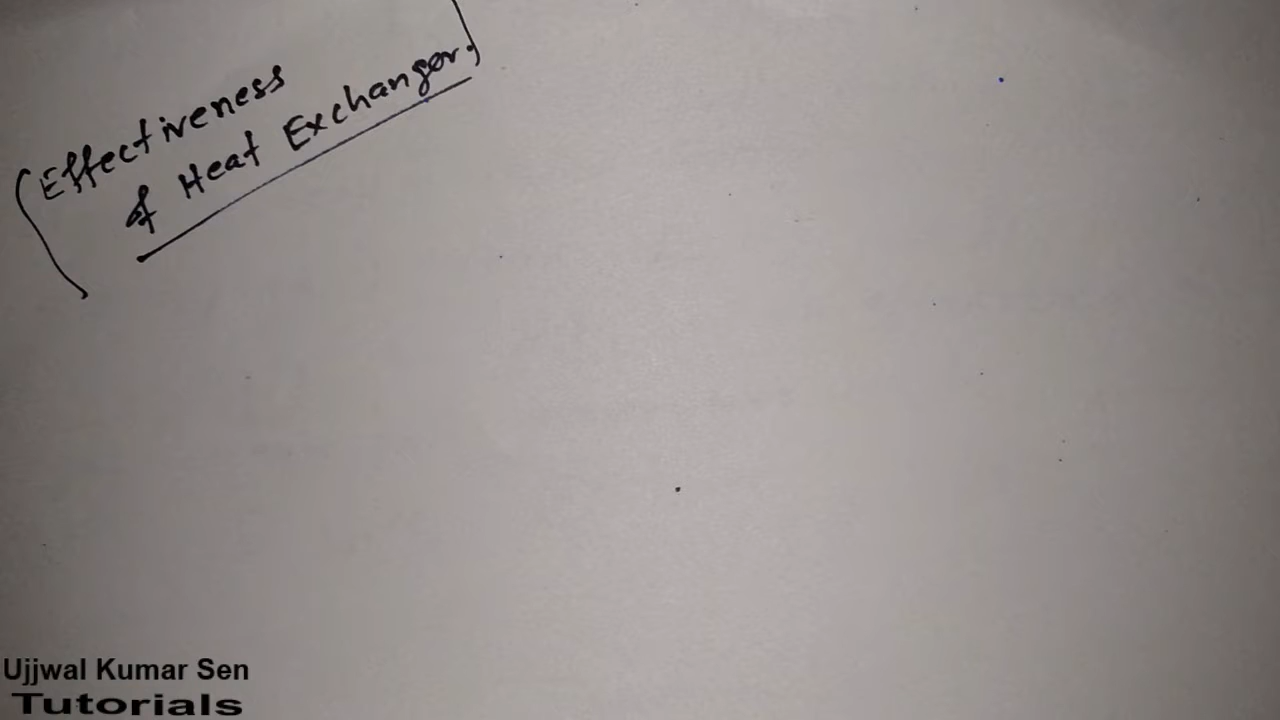 Effectiveness
of Heat Exchanger.
Ujjwal Kumar Sen
Tutorials